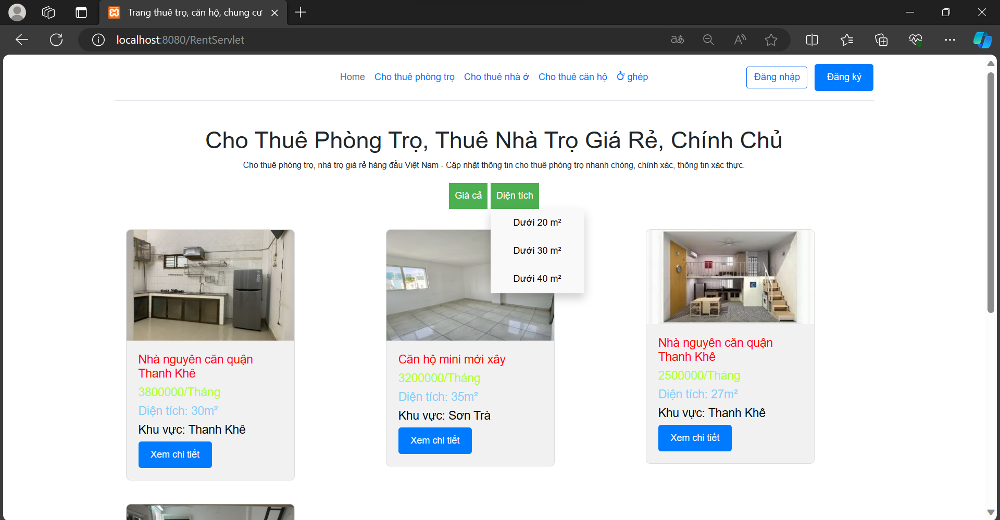 Trang thuê trọ, căn hộ, chung cư
localhost:8080/RentServlet
Home Cho thuê phòng trọ Cho thuê nhà ở Cho thuê căn hộ Ở ghép Đăng nhập Đăng ký
Cho Thuê Phòng Trọ, Thuê Nhà Trọ Giá Rẻ, Chính Chủ
Cho thuê phòng trọ, nhà trọ giá rẻ hàng đầu Việt Nam - Cập nhật thông tin cho thuê phòng trọ nhanh chóng, chính xác, thông tin xác thực.
Giá cả Diện tích
Dưới 20 m²
Dưới 30 m²
Dưới 40 m²
Nhà nguyên căn quận
Thanh Khê
3800000/Tháng
Diện tích: 30m²
Khu vực: Thanh Khê
Xem chi tiết
Căn hộ mini mới xây
3200000/Tháng
Diện tích: 35m²
Khu vực: Sơn Trà
Xem chi tiết
Nhà nguyên căn quận
Thanh Khê
2500000/Tháng
Diện tích: 27m²
Khu vực: Thanh Khê
Xem chi tiết